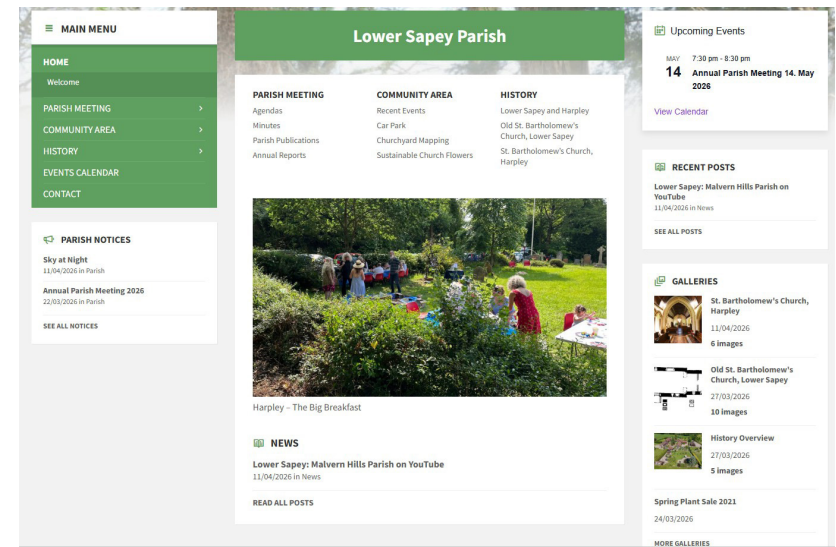 MAIN MENU
HOME
Welcome
PARISH MEETING
COMMUNITY AREA
HISTORY
EVENTS CALENDAR
CONTACT
PARISH NOTICES
Sky at Night
11/04/2026 in Parish
Annual Parish Meeting 2026
22/03/2026 in Parish
SEE ALL NOTICES
Lower Sapey Parish
PARISH MEETING
Agendas
Minutes
Parish Publications
Annual Reports
COMMUNITY AREA
Recent Events
Car Park
Churchyard Mapping
Sustainable Church Flowers
HISTORY
Lower Sapey and Harpley
Old St. Bartholomew's
Church, Lower Sapey
St. Bartholomew's Church,
Harpley
Harpley – The Big Breakfast
NEWS
Lower Sapey: Malvern Hills Parish on YouTube
11/04/2026 in News
READ ALL POSTS
Upcoming Events
MAY
14
7:30 pm - 8:30 pm
Annual Parish Meeting 14. May
2026
View Calendar
RECENT POSTS
Lower Sapey: Malvern Hills Parish on
YouTube
11/04/2026 in News
SEE ALL POSTS
GALLERIES
St. Bartholomew's Church,
Harpley
11/04/2026
6 images
Old St. Bartholomew's
Church, Lower Sapey
27/03/2026
10 images
History Overview
27/03/2026
5 images
Spring Plant Sale 2021
24/03/2026
MORE GALLERIES